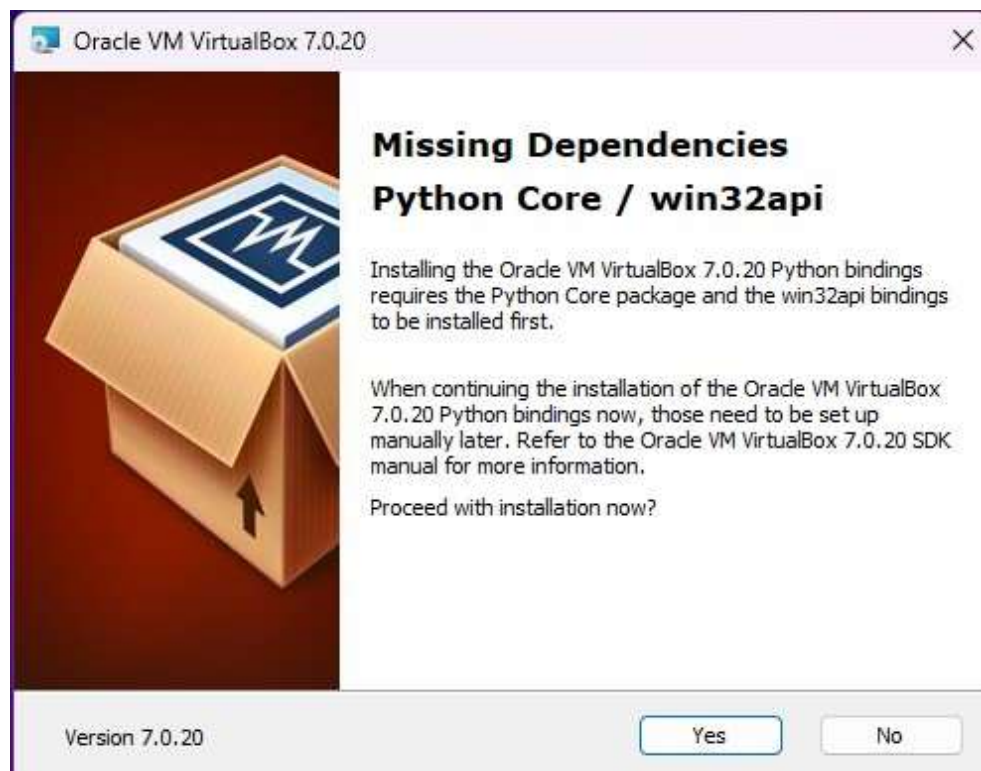 Oracle VM VirtualBox 7.0.20
Missing Dependencies
Python Core / win32api
Installing the Oracle VM VirtualBox 7.0.20 Python bindings
requires the Python Core package and the win32api bindings
to be installed first.
When continuing the installation of the Oracle VM VirtualBox
7.0.20 Python bindings now, those need to be set up
manually later. Refer to the Oracle VM VirtualBox 7.0.20 SDK
manual for more information.
Proceed with installation now?
Version 7.0.20
Yes
No